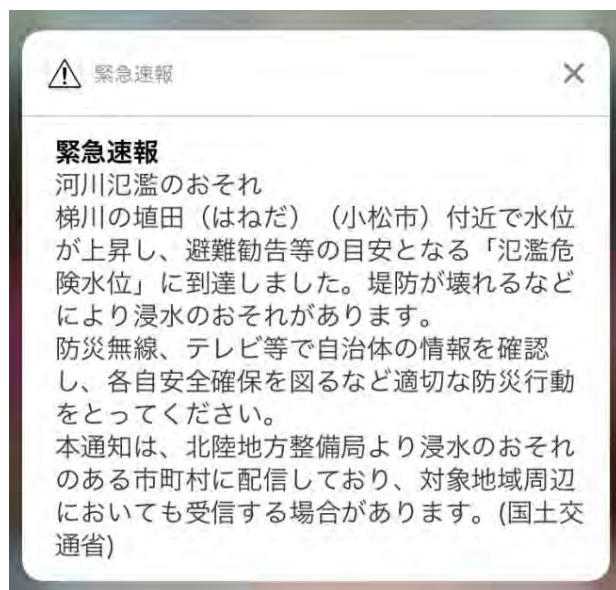 緊急速報
緊急速報
河川氾濫のおそれ
梯川の埴田（はねだ）（小松市）付近で水位
が上昇し、避難勧告等の目安となる「氾濫危
険水位」に到達しました。堤防が壊れるなど
により浸水のおそれがあります。
防災無線、テレビ等で自治体の情報を確認
し、各自安全確保を図るなど適切な防災行動
をとってください。
本通知は、北陸地方整備局より浸水のおそれ
のある市町村に配信しており、対象地域周辺
においても受信する場合があります。(国土交
通省)